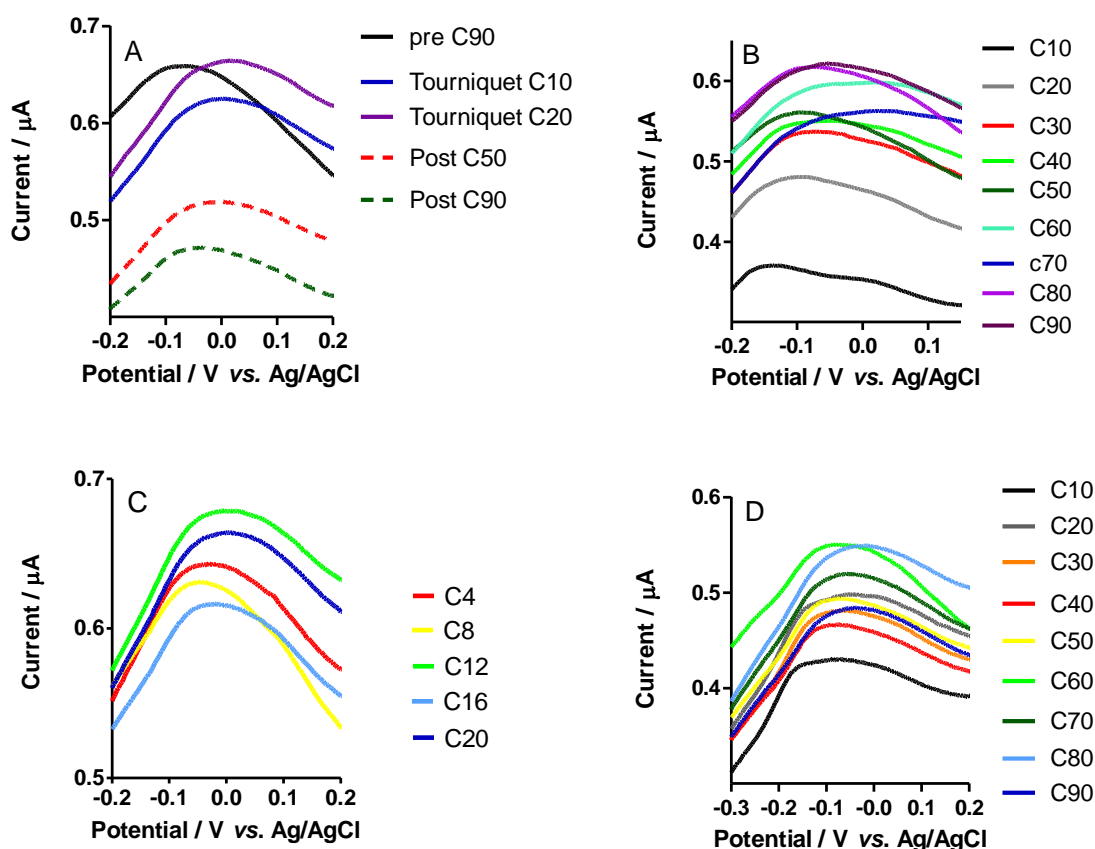 A
0.7
0.6
0.5
Current / μA
-0.2 -0.1 0.0 0.1 0.2
Potential / V vs. Ag/AgCl
pre C90
Tourniquet C10
Tourniquet C20
Post C50
Post C90
B
0.6
0.5
0.4
Current / μA
-0.2 -0.1 0.0 0.1
Potential / V vs. Ag/AgCl
C10
C20
C30
C40
C50
C60
c70
C80
C90
C
0.7
0.6
0.5
Current / μA
-0.2 -0.1 0.0 0.1 0.2
Potential / V vs. Ag/AgCl
C4
C8
C12
C16
C20
D
0.6
0.5
0.4
Current / μA
-0.3 -0.2 -0.1 -0.0 0.1 0.2
Potential / V vs. Ag/AgCl
C10
C20
C30
C40
C50
C60
C70
C80
C90